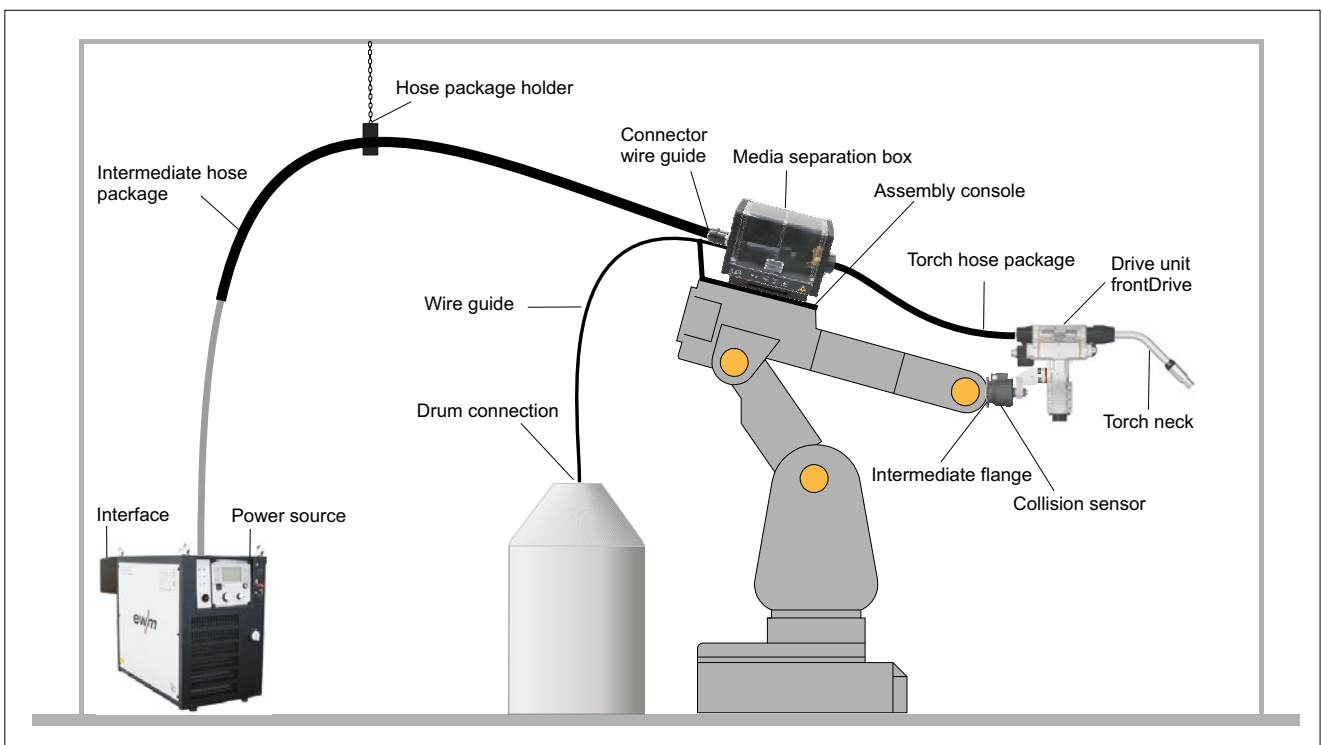 Hose package holder
Connector
wire guide
Media separation box
Intermediate hose
package
Assembly console
Torch hose package
Drive unit
frontDrive
Wire guide
Drum connection
Torch neck
Intermediate flange
Collision sensor
Interface
Power source
ewm